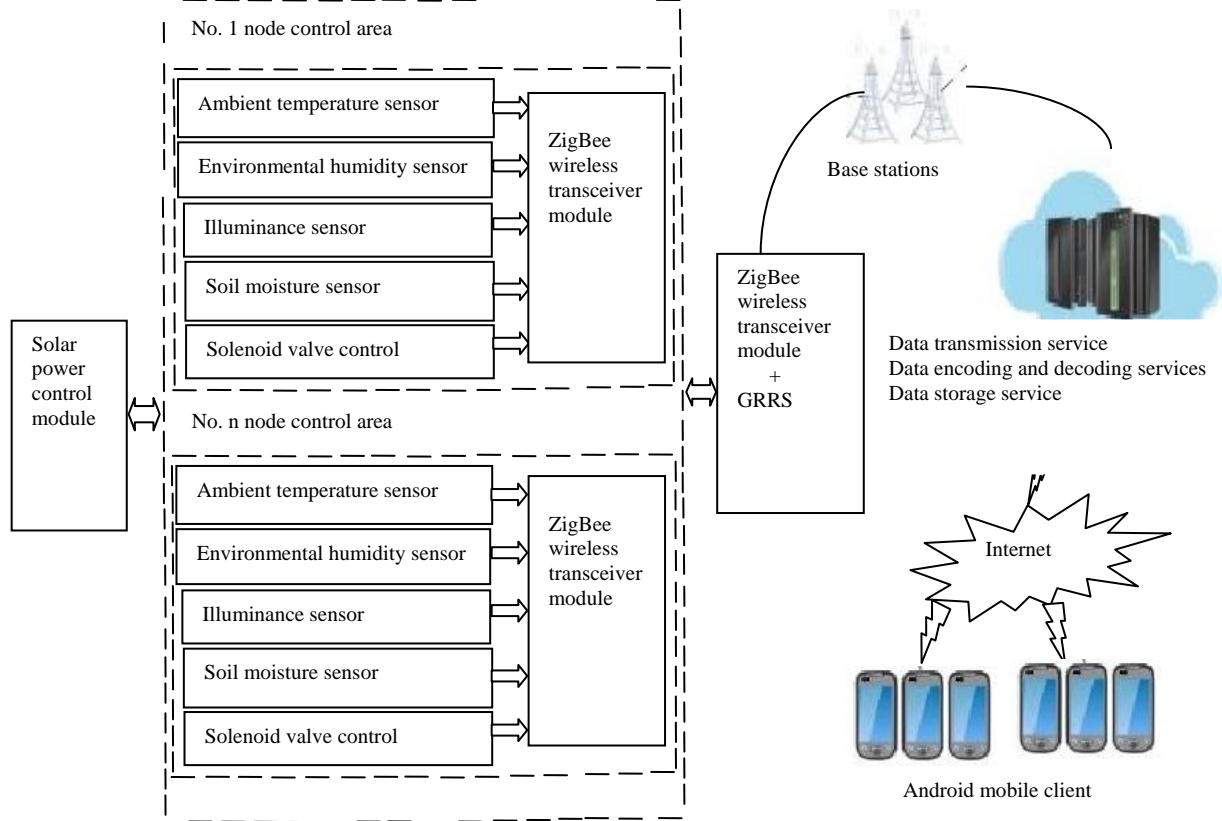 No. 1 node control area
Ambient temperature sensor
Environmental humidity sensor
Illuminance sensor
Soil moisture sensor
Solenoid valve control
ZigBee
wireless
transceiver
module
Solar
power
control
module
No. n node control area
Ambient temperature sensor
Environmental humidity sensor
Illuminance sensor
Soil moisture sensor
Solenoid valve control
ZigBee
wireless
transceiver
module
ZigBee
wireless
transceiver
module
+
GRRS
Base stations
Data transmission service
Data encoding and decoding services
Data storage service
Internet
Android mobile client